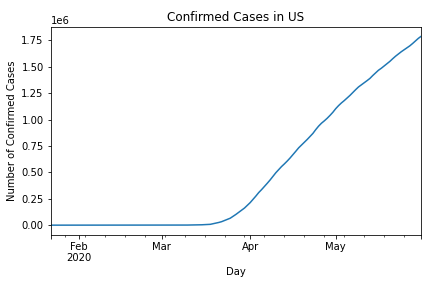 Confirmed Cases in US
1e6
1.75
1.50
1.25
1.00
0.75
0.50
0.25
0.00
Number of Confirmed Cases
Feb
2020
Mar
Apr
May
Day